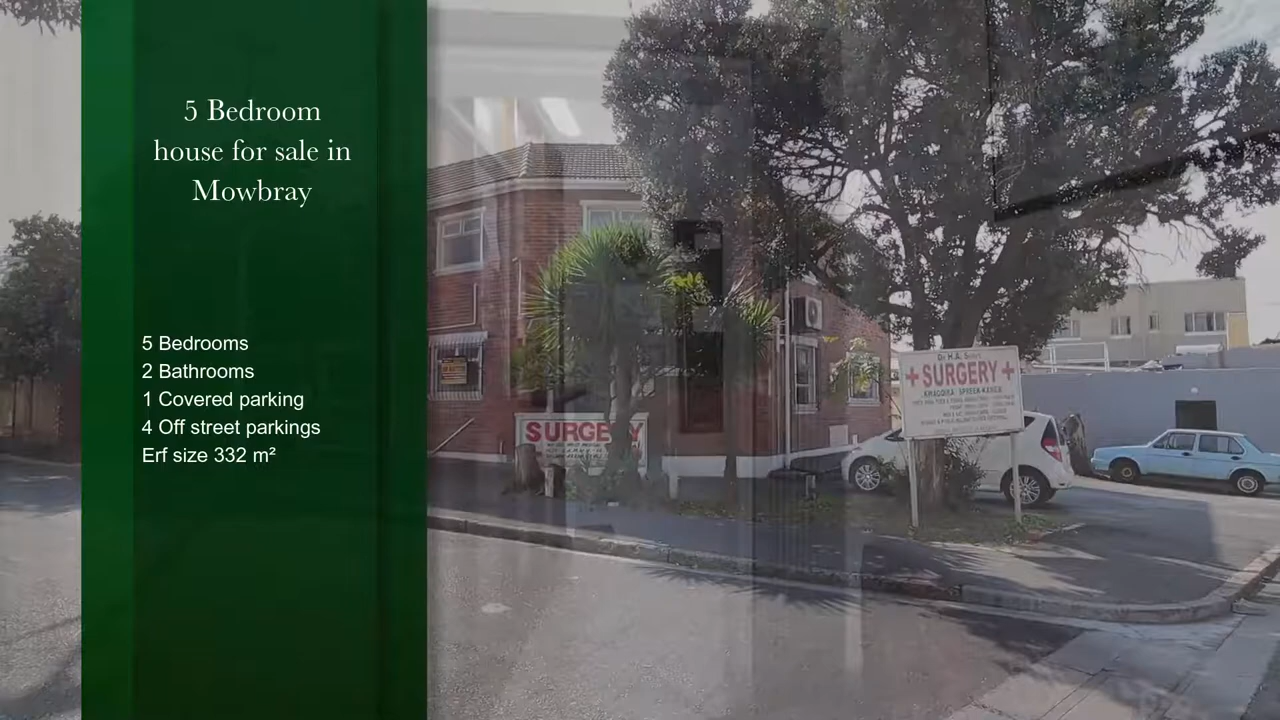 5 Bedroom
house for sale in
Mowbray
5 Bedrooms
2 Bathrooms
1 Covered parking
4 Off street parkings
Erf size 332 m²
SURGERY
Dr H.A.
SURGERY